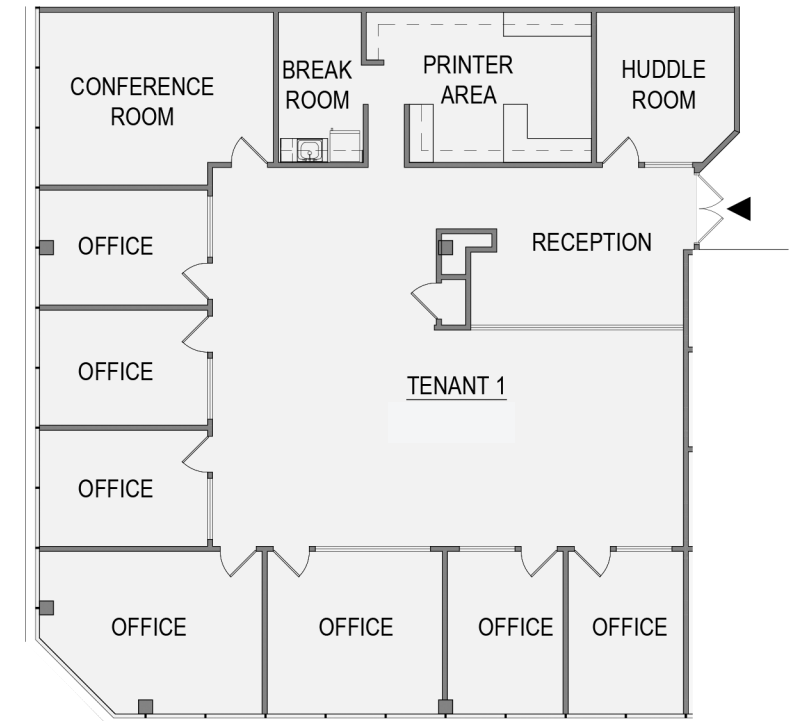 CONFERENCE
ROOM
BREAK
ROOM
PRINTER
AREA
HUDDLE
ROOM
OFFICE
RECEPTION
OFFICE
TENANT 1
OFFICE
OFFICE
OFFICE
OFFICE
OFFICE